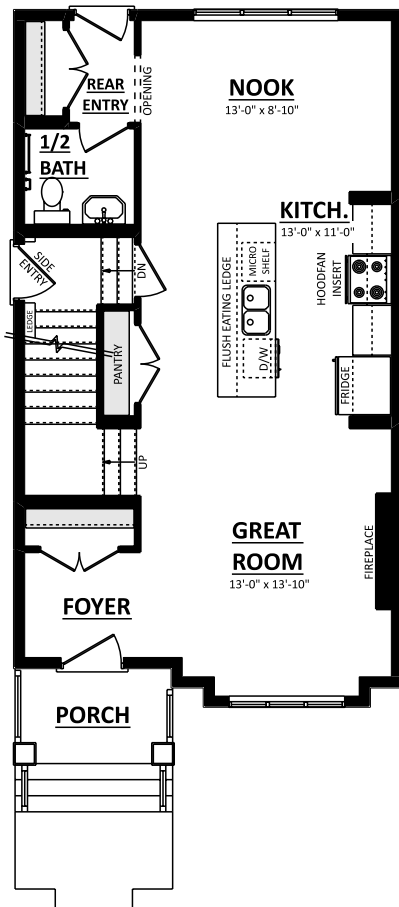 REAR
ENTRY
OPENING
NOOK
13'-0" x 8'-10"
1/2
BATH
KITCH.
13'-0" x 11'-0"
SIDE
ENTRY
DN
MICRO
SHELF
HOODFAN
INSERT
FLUSH EATING LEDGE
LEDGE
PANTRY
D/W
FRIDGE
UP
GREAT
ROOM
13'-0" x 13'-10"
FIREPLACE
FOYER
PORCH